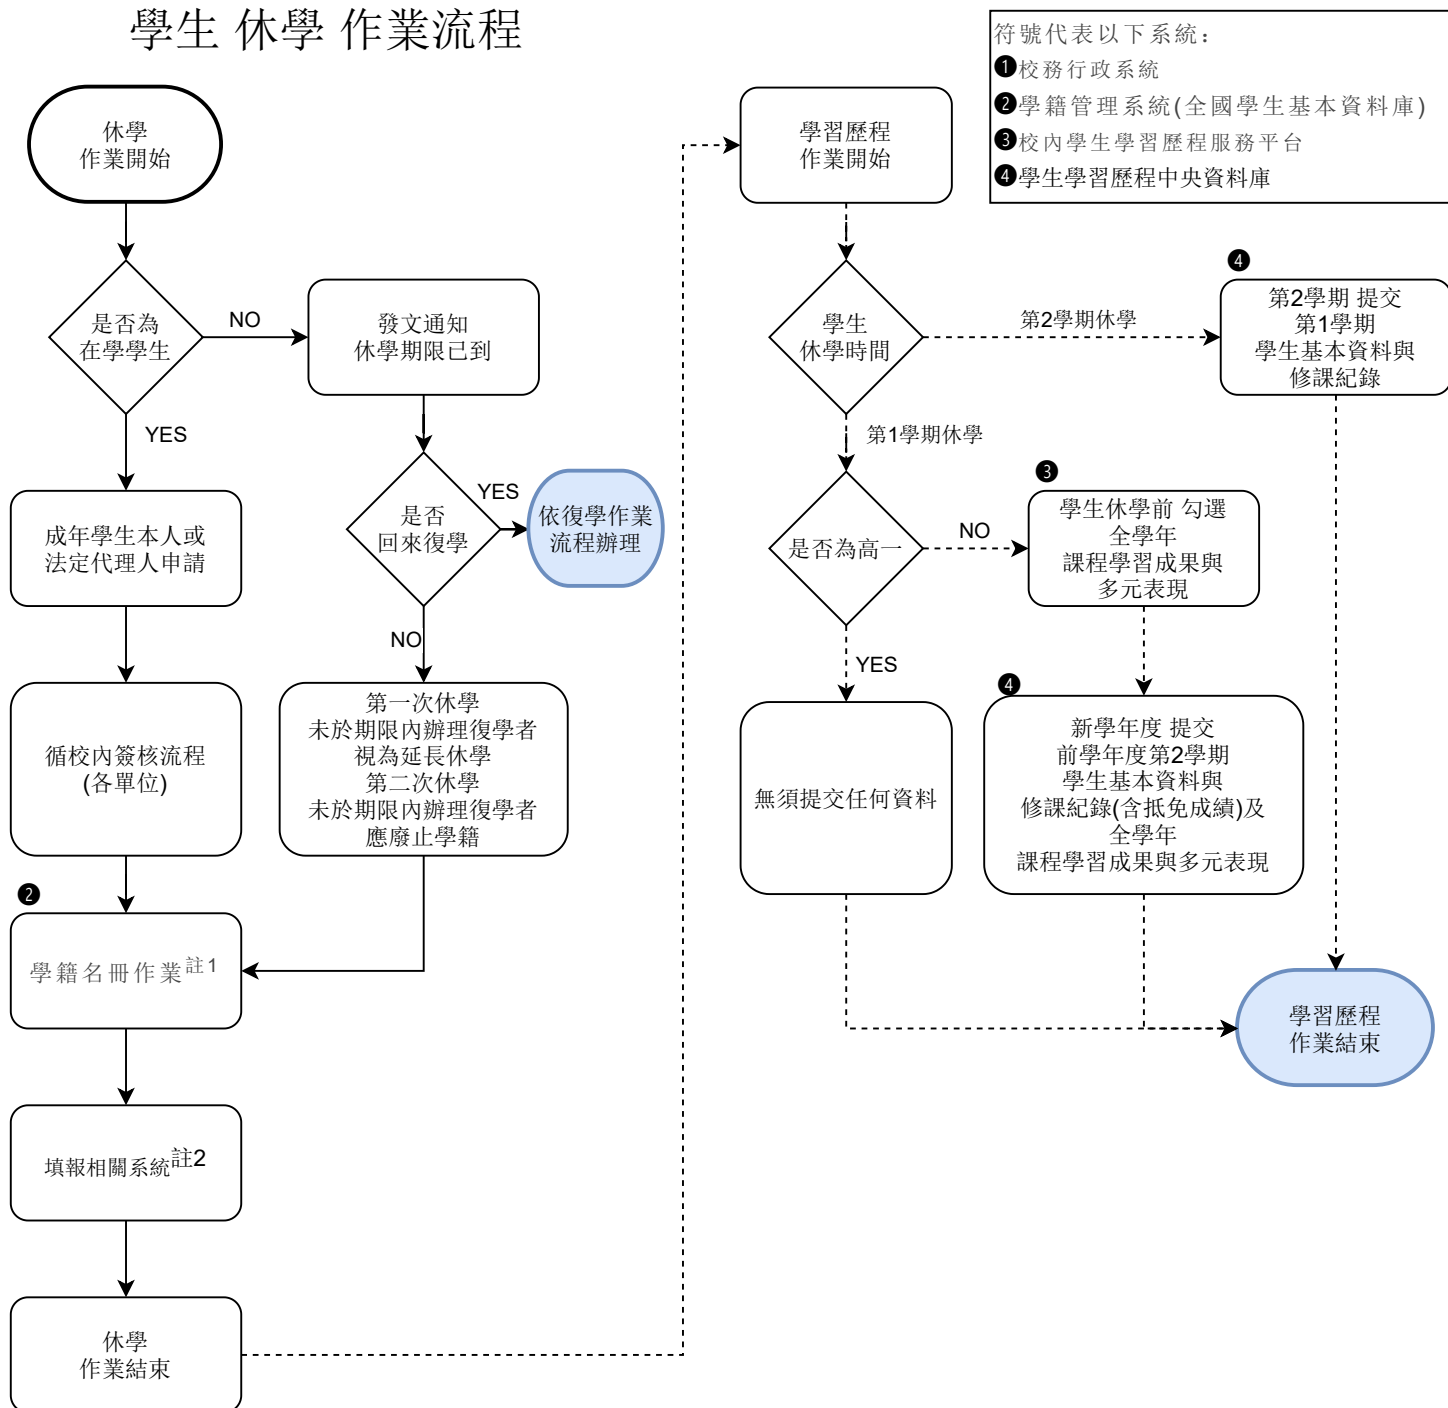 學生 休學 作業流程
符號代表以下系統：
❶校務行政系統
❷學籍管理系統(全國學生基本資料庫)
❸校內學生學習歷程服務平台
❹學生學習歷程中央資料庫
休學
作業開始
是否為
在學學生
NO
發文通知
休學期限已到
YES
成年學生本人或
法定代理人申請
是否
回來復學
YES
依復學作業
流程辦理
NO
循校內簽核流程
(各單位)
第一次休學
未於期限內辦理復學者
視為延長休學
第二次休學
未於期限內辦理復學者
應廢止學籍
❷
學籍名冊作業註1
填報相關系統註2
休學
作業結束
學習歷程
作業開始
學生
休學時間
第2學期休學
❹
第2學期 提交
第1學期
學生基本資料與
修課紀錄
第1學期休學
是否為高一
NO
❸
學生休學前 勾選
全學年
課程學習成果與
多元表現
YES
無須提交任何資料
❹
新學年度 提交
前學年度第2學期
學生基本資料與
修課紀錄(含抵免成績)及
全學年
課程學習成果與多元表現
學習歷程
作業結束